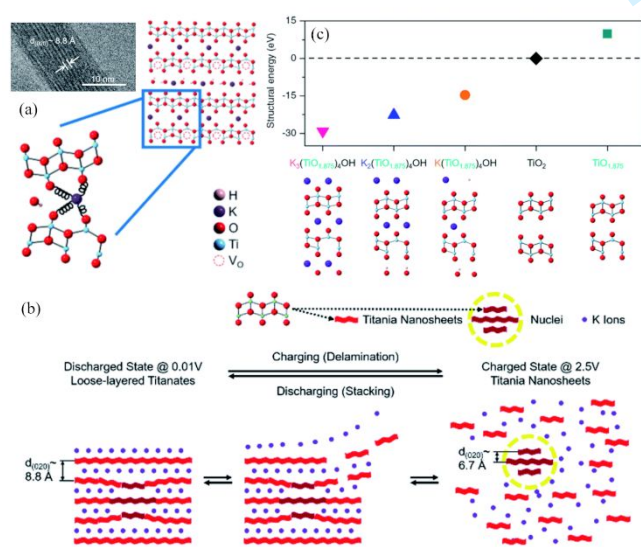 d(020)~ 8.8 Å
10 nm
(a)
H
K
O
Ti
VO
(c)
Structural energy (eV)
15
0
-15
-30
K3(TiO1.875)4OH
K2(TiO1.875)4OH
K(TiO1.875)4OH
TiO2
TiO1.875
(b)
Titania Nanosheets
Nuclei
K Ions
Discharged State @ 0.01V
Loose-layered Titanates
Charging (Delamination)
Discharging (Stacking)
Charged State @ 2.5V
Titania Nanosheets
d(020)~
8.8 Å
d(020)~
6.7 Å